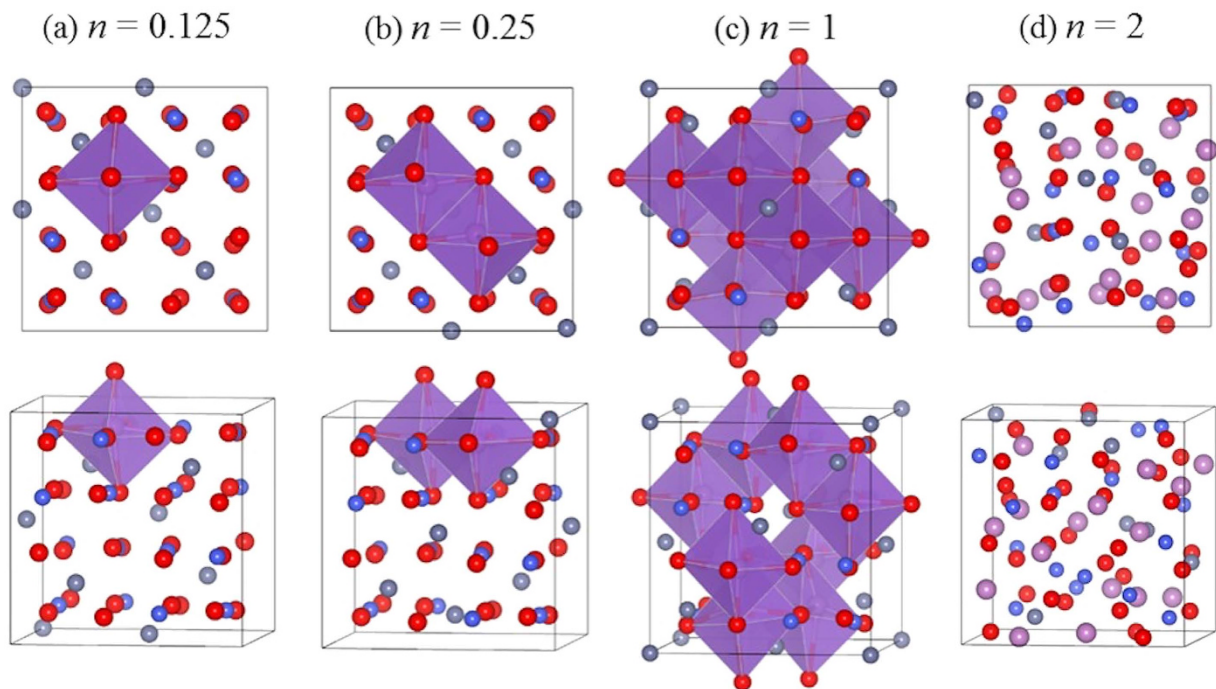 (a) n = 0.125
(b) n = 0.25
(c) n = 1
(d) n = 2